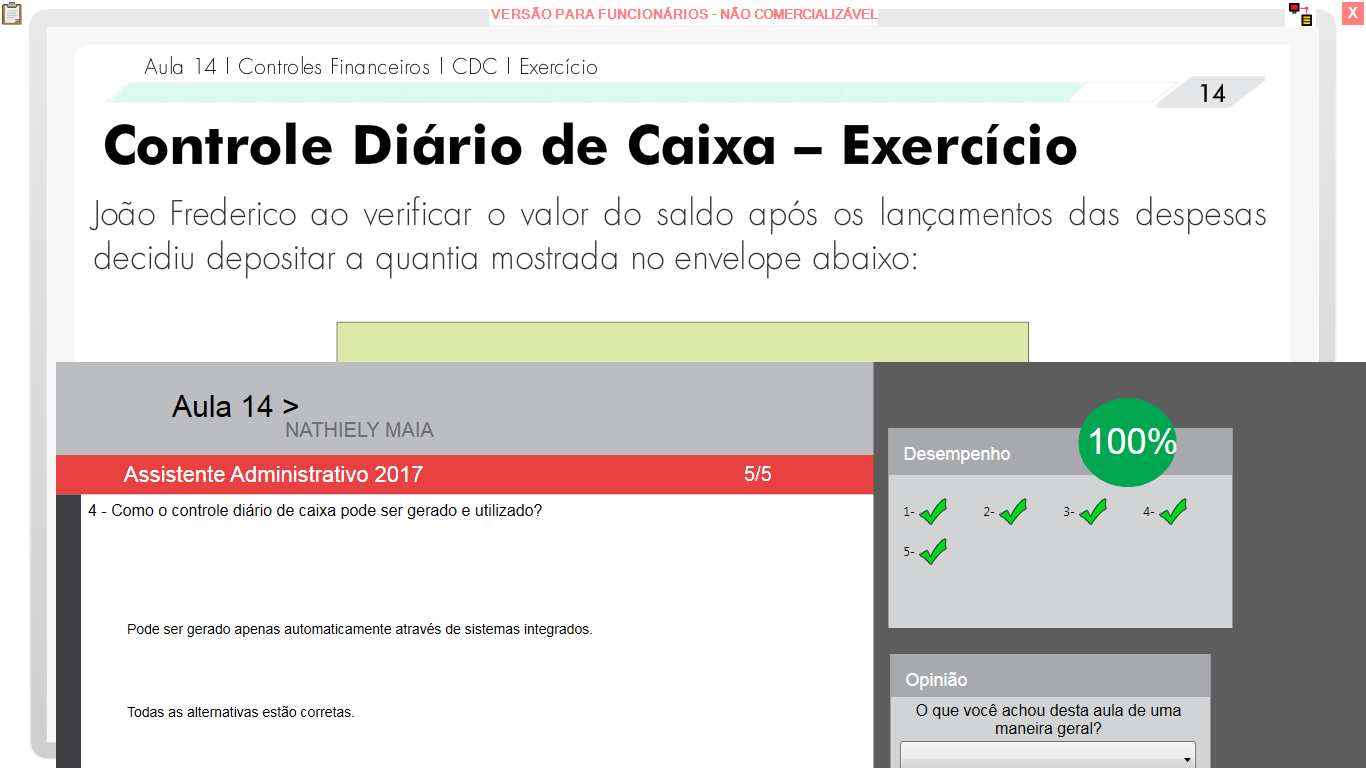 VERSÃO PARA FUNCIONÁRIOS - NÃO COMERCIALIZÁVEL
X
Aula 14 | Controles Financeiros | CDC | Exercício
14
Controle Diário de Caixa – Exercício
João Frederico ao verificar o valor do saldo após os lançamentos das despesas
decidiu depositar a quantia mostrada no envelope abaixo:
Aula 14 >
NATHIELY MAIA
Assistente Administrativo 2017
5/5
4 - Como o controle diário de caixa pode ser gerado e utilizado?
Pode ser gerado apenas automaticamente através de sistemas integrados.
Todas as alternativas estão corretas.
Desempenho
100%
1-
2-
3-
4-
5-
Opinião
O que você achou desta aula de uma
maneira geral?